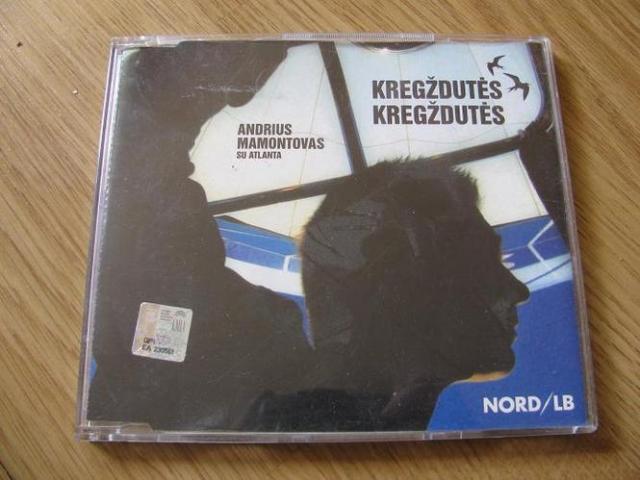 KREGŽDUTĖS
KREGŽDUTĖS
ANDRIUS
MAMONTOVAS
SU ATLANTA
NORD/LB